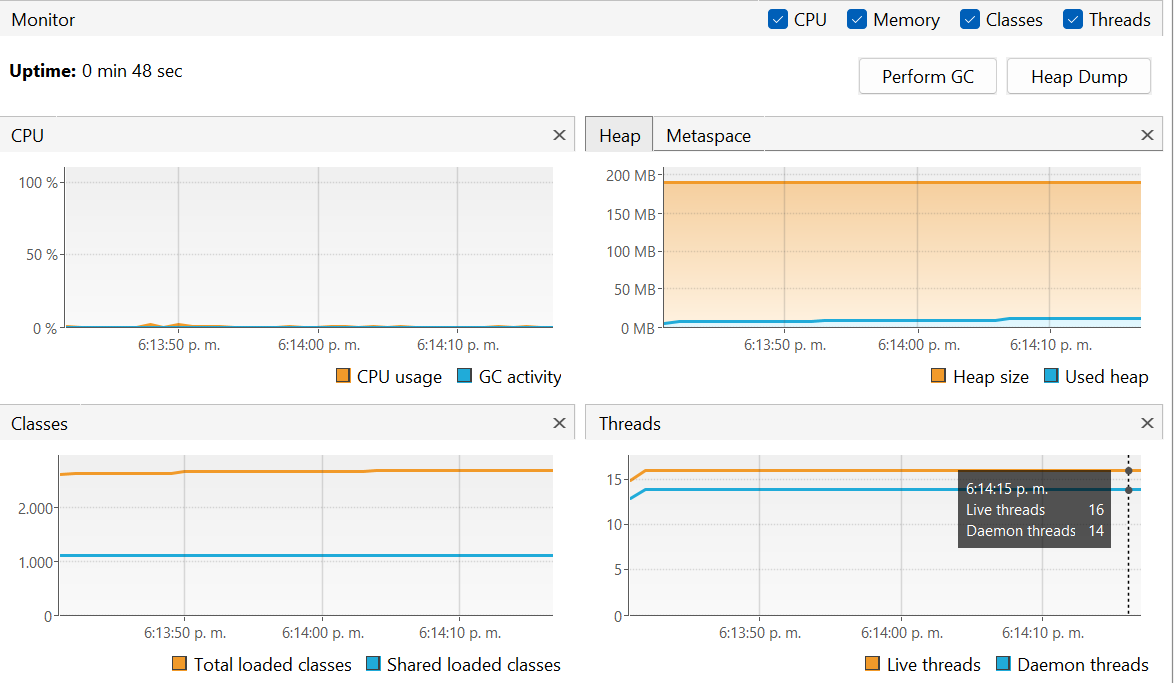 Monitor
CPU Memory Classes Threads
Uptime: 0 min 48 sec
Perform GC Heap Dump
CPU
100 %
50 %
0 %
6:13:50 p. m. 6:14:00 p. m. 6:14:10 p. m.
CPU usage GC activity
Heap Metaspace
200 MB
150 MB
100 MB
50 MB
0 MB
6:13:50 p. m. 6:14:00 p. m. 6:14:10 p. m.
Heap size Used heap
Classes
2.000
1.000
0
6:13:50 p. m. 6:14:00 p. m. 6:14:10 p. m.
Total loaded classes Shared loaded classes
Threads
15
10
5
0
6:14:15 p. m.
Live threads 16
Daemon threads 14
6:13:50 p. m. 6:14:00 p. m. 6:14:10 p. m.
Live threads Daemon threads